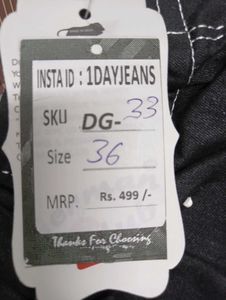 INSTA ID : 1DAYJEANS
SKU DG-33
Size 36
MRP. Rs. 499 /-
Thanks For Choosing